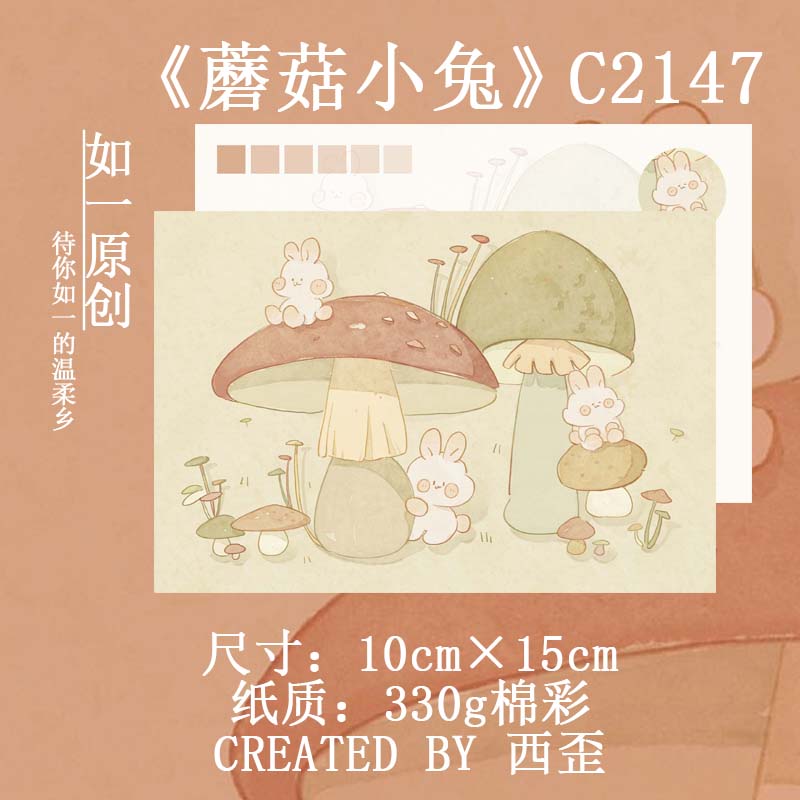 《蘑菇小兔》C2147
如一原创
待你如一的温柔乡
尺寸：10cm×15cm
纸质：330g棉彩
CREATED BY 西歪